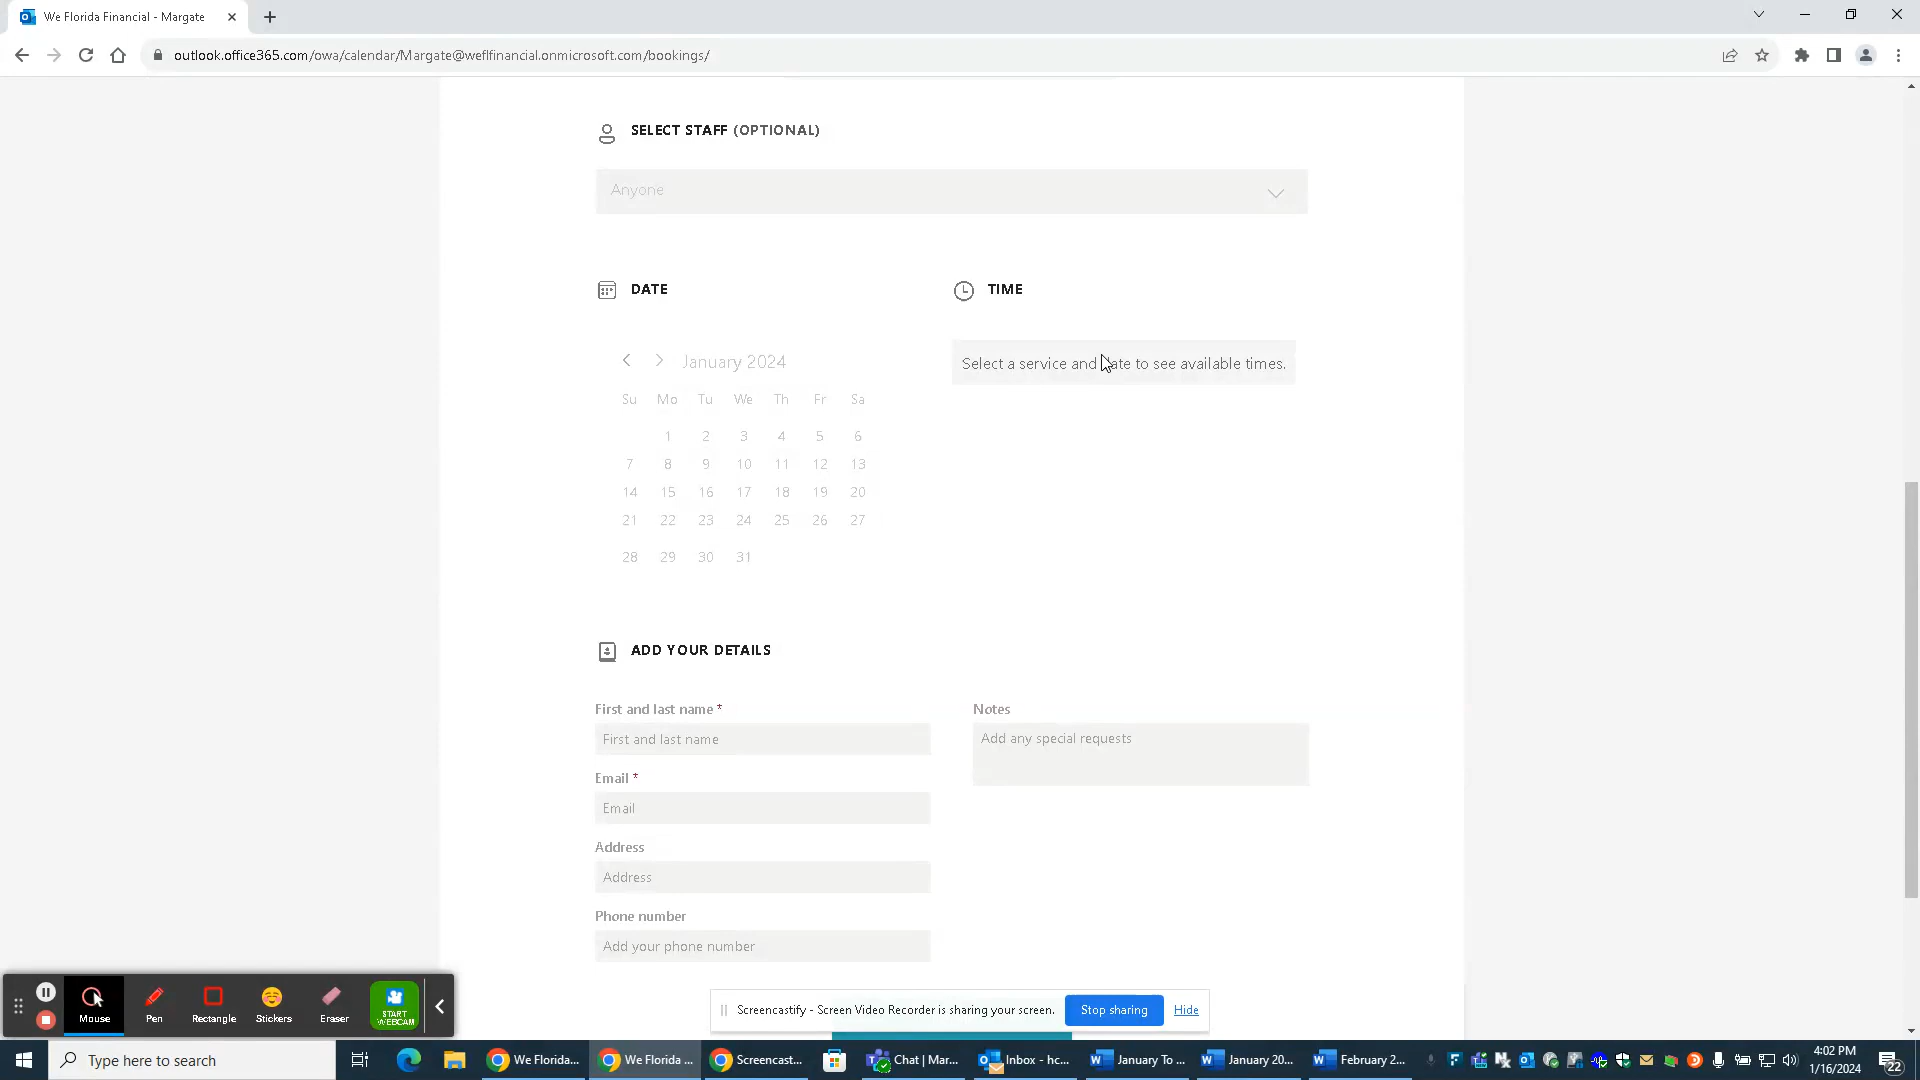 We Florida Financial - Margate
outlook.office365.com/owa/calendar/Margate@weflfinancial.onmicrosoft.com/bookings/
SELECT STAFF (OPTIONAL)
Anyone
DATE
TIME
January 2024
Select a service and date to see available times.
Su Mo Tu We Th Fr Sa
1 2 3 4 5 6
7 8 9 10 11 12 13
14 15 16 17 18 19 20
21 22 23 24 25 26 27
28 29 30 31
ADD YOUR DETAILS
First and last name *
Notes
First and last name
Add any special requests
Email *
Email
Address
Address
Phone number
Add your phone number
Mouse
Pen
Rectangle
Stickers
Eraser
START
WEBCAM
Screencastify - Screen Video Recorder is sharing your screen.
Stop sharing
Hide
Type here to search
We Florida...
We Florida ...
Screencast...
Chat | Mar...
Inbox - hc...
January To ...
January 20...
February 2...
4:02 PM
1/16/2024
22